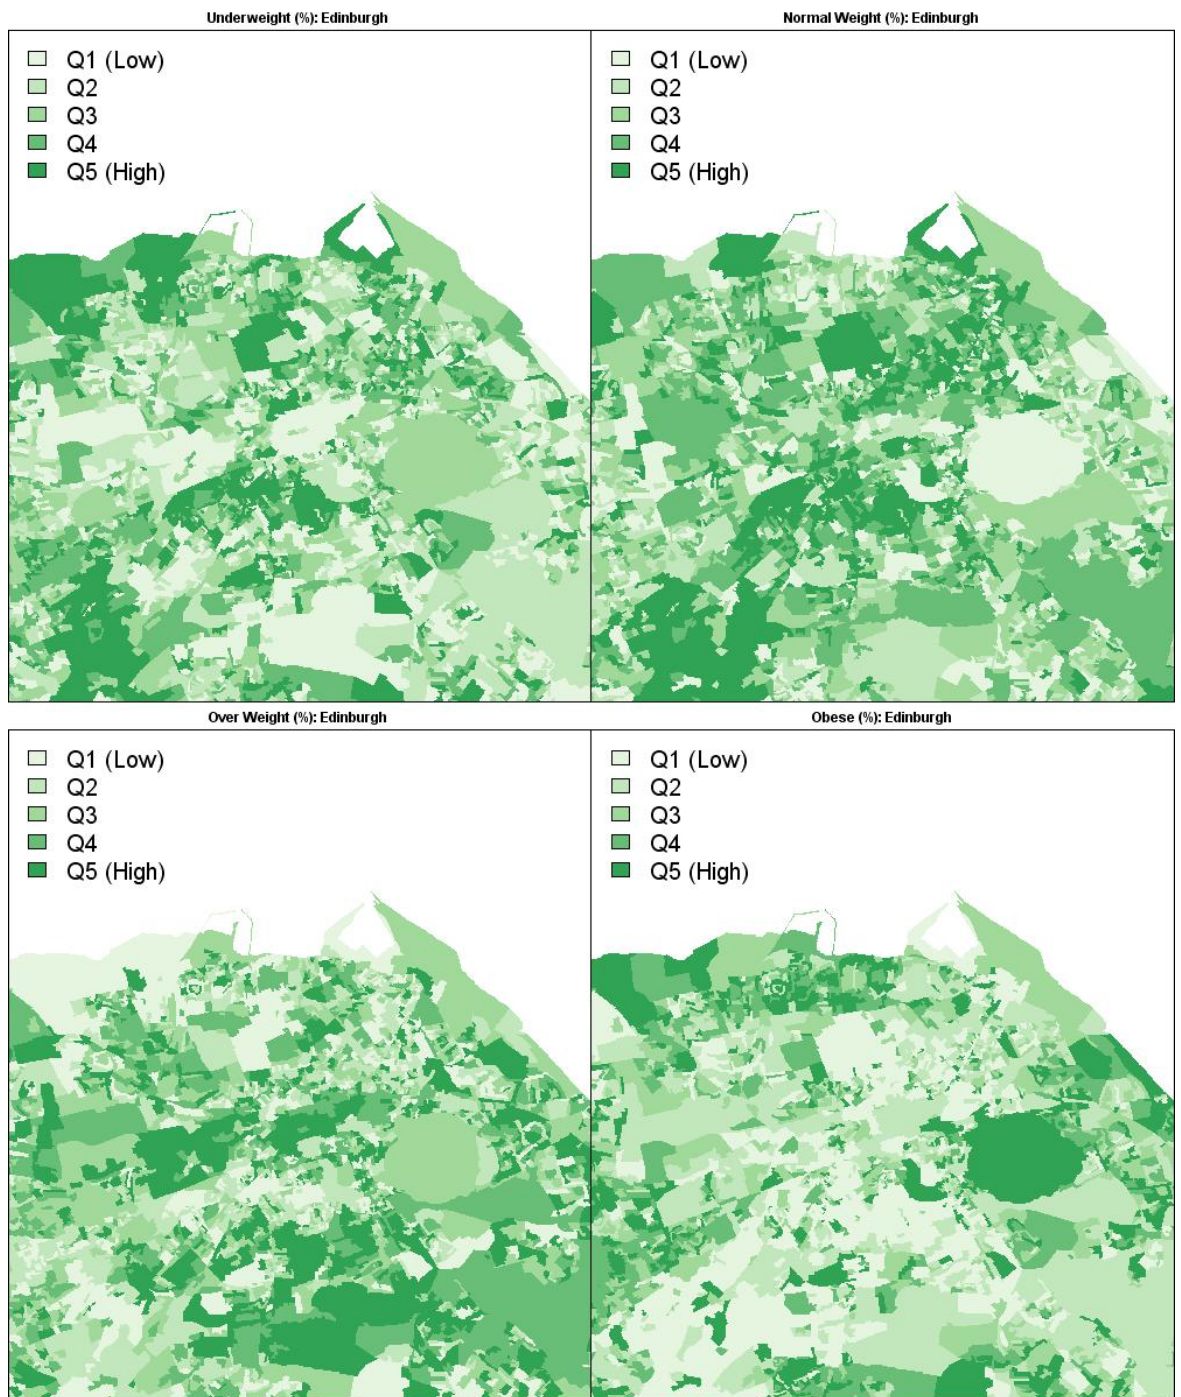 Underweight (%): Edinburgh
Q1 (Low)
Q2
Q3
Q4
Q5 (High)
Normal Weight (%): Edinburgh
Q1 (Low)
Q2
Q3
Q4
Q5 (High)
Over Weight (%): Edinburgh
Q1 (Low)
Q2
Q3
Q4
Q5 (High)
Obese (%): Edinburgh
Q1 (Low)
Q2
Q3
Q4
Q5 (High)